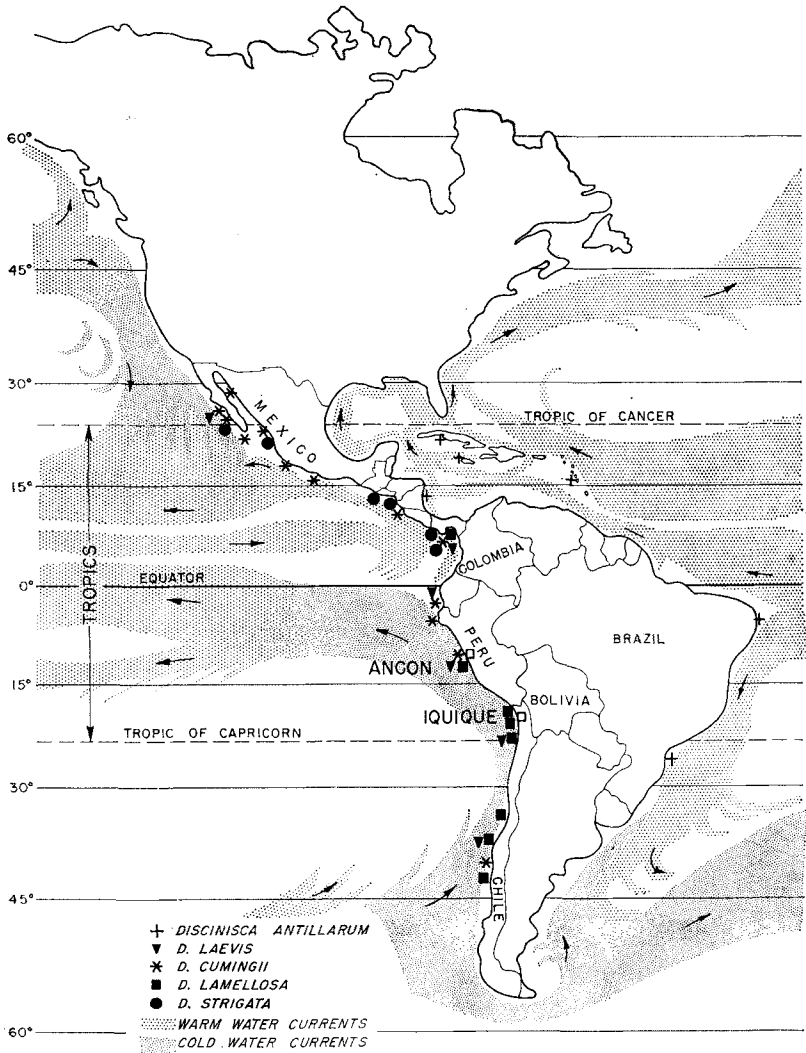 60°
45°
30°
MEXICO
TROPIC OF CANCER
15°
TROPICS
EQUATOR
0°
COLOMBIA
PERU
BRAZIL
ANCON
15°
BOLIVIA
IQUIQUE
TROPIC OF CAPRICORN
30°
CHILE
45°
DISCINISCA ANTILLARUM
D. LAEVIS
D. CUMINGII
D. LAMELLOSA
D. STRIGATA
WARM WATER CURRENTS
COLD WATER CURRENTS
60°